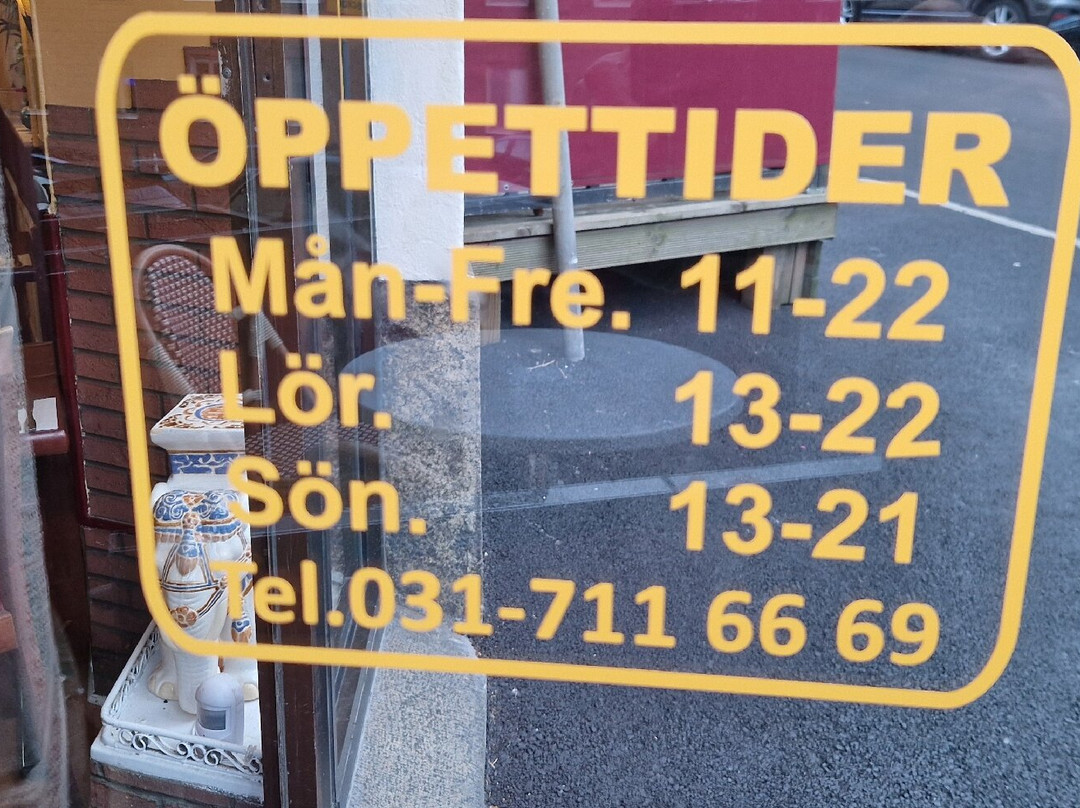 ÖPPETTIDER
Mån-Fre. 11-22
Lör. 13-22
Sön. 13-21
Tel.031-711 66 69